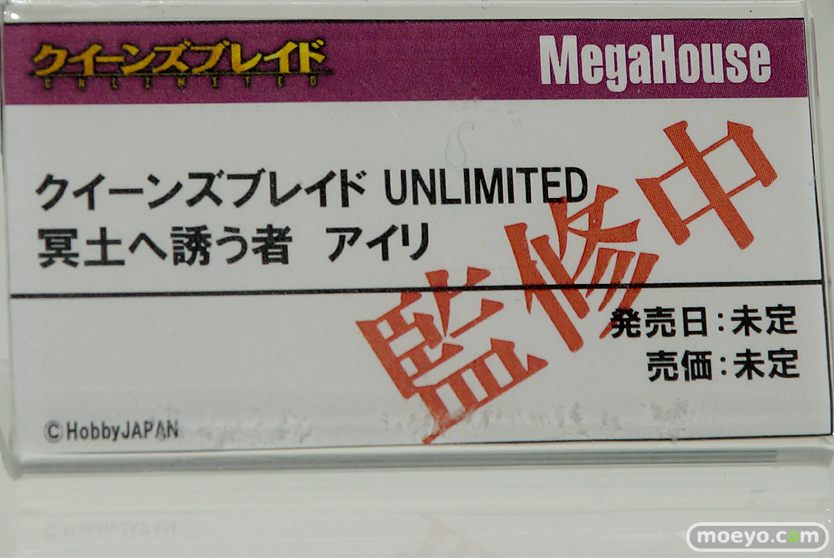 クイーンズブレイド
UNLIMITED
MegaHouse
クイーンズブレイド UNLIMITED
冥土へ誘う者 アイリ
監修中
発売日：未定
売価：未定
©HobbyJAPAN
©HobbyJAPAN
moeyo.com